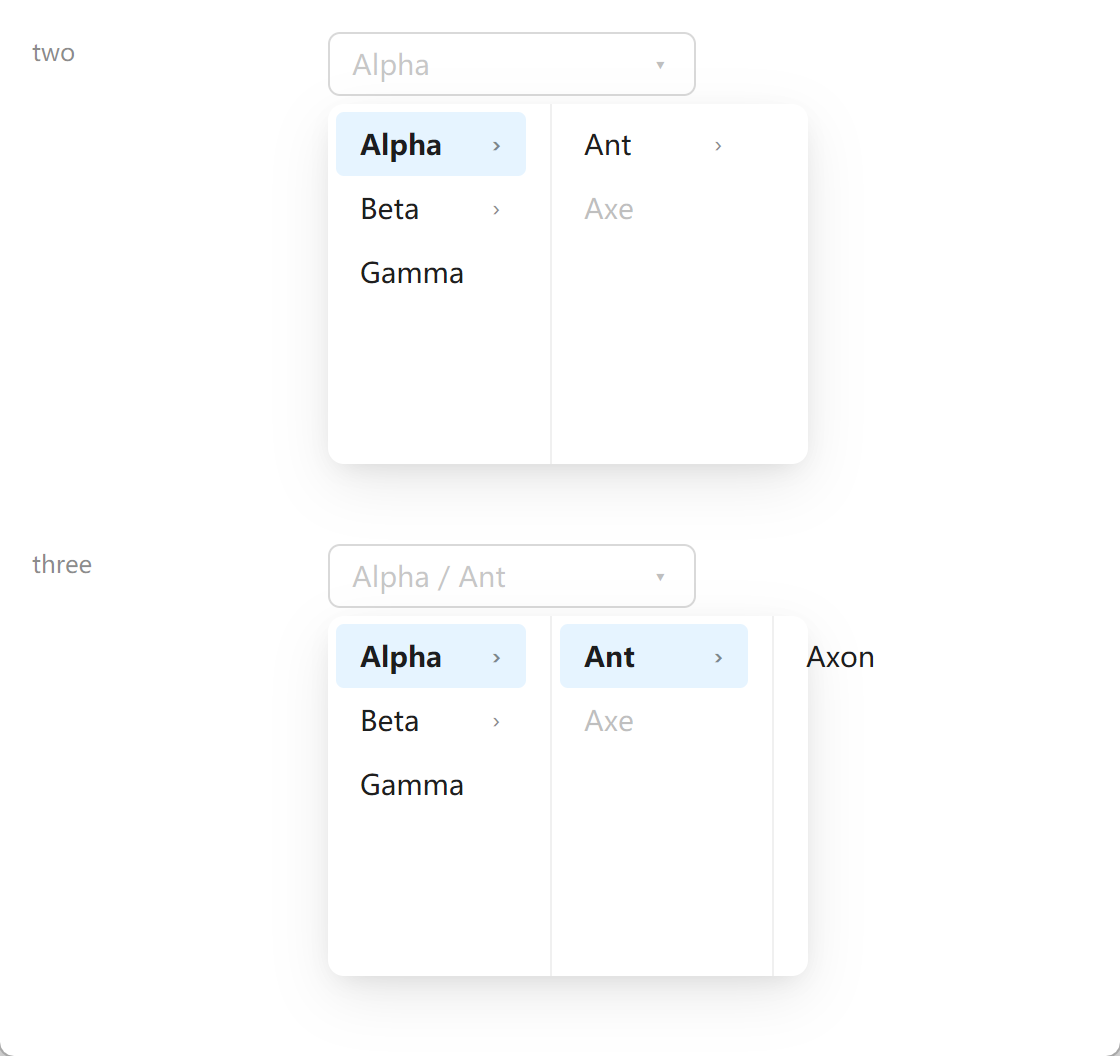 two
Alpha
Alpha
Ant
Beta
Axe
Gamma
three
Alpha / Ant
Alpha
Ant
Axon
Beta
Axe
Gamma